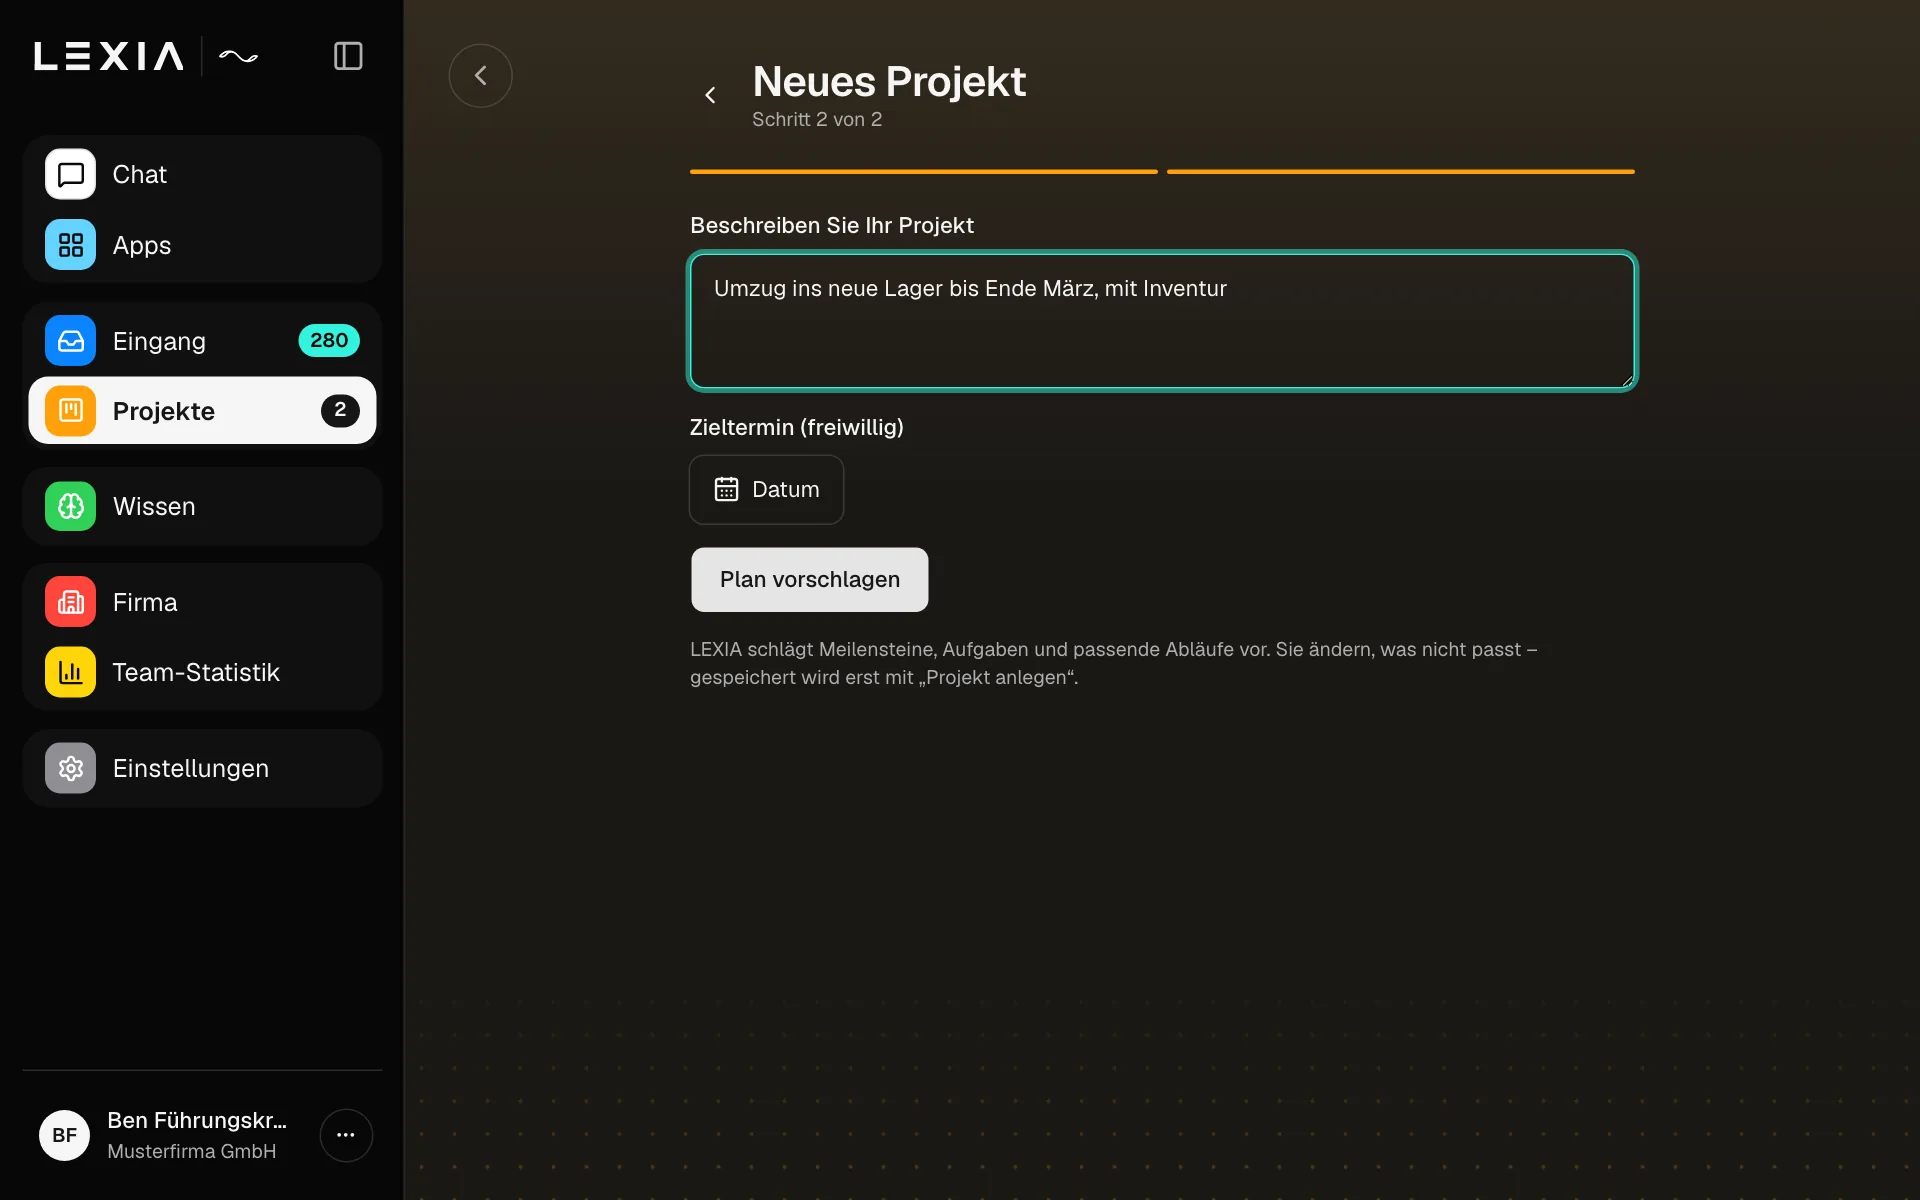 LEXIA
Chat
Apps
Eingang 280
Projekte 2
Wissen
Firma
Team-Statistik
Einstellungen
BF
Ben Führungskr...
Musterfirma GmbH
Neues Projekt
Schritt 2 von 2
Beschreiben Sie Ihr Projekt
Umzug ins neue Lager bis Ende März, mit Inventur
Zieltermin (freiwillig)
Datum
Plan vorschlagen
LEXIA schlägt Meilensteine, Aufgaben und passende Abläufe vor. Sie ändern, was nicht passt –
gespeichert wird erst mit „Projekt anlegen“.